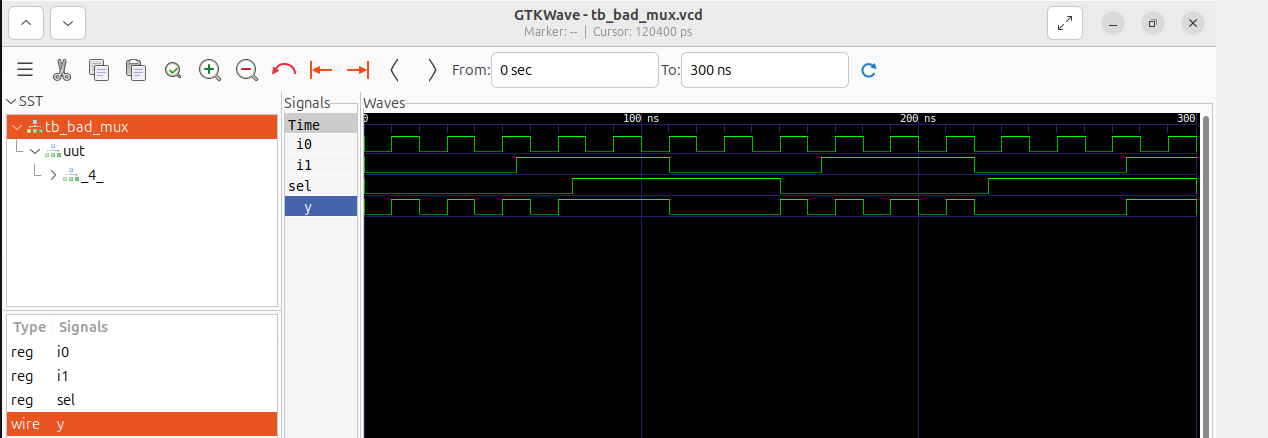 GTKWave - tb_bad_mux.vcd
Marker: -- | Cursor: 120400 ps
From: 0 sec To: 300 ns
SST
tb_bad_mux
uut
_4_
Type Signals
reg i0
reg i1
reg sel
wire y
Signals
Time
i0
i1
sel
y
Waves
0 100 ns 200 ns 300